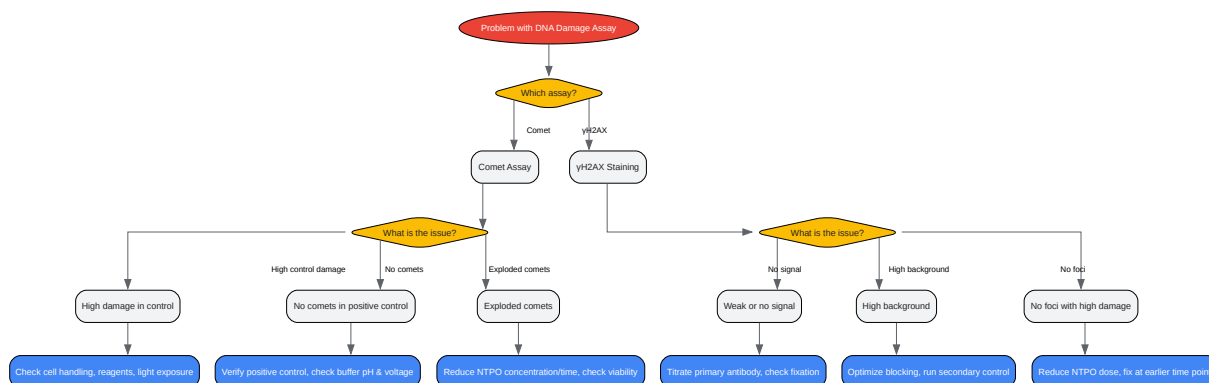 Problem with DNA Damage Assay
Which assay?
Comet
γH2AX
Comet Assay
γH2AX Staining
What is the issue?
What is the issue?
High control damage
No comets
Exploded comets
No signal
High background
No foci
High damage in control
No comets in positive control
Exploded comets
Weak or no signal
High background
No foci with high damage
Check cell handling, reagents, light exposure
Verify positive control, check buffer pH & voltage
Reduce NTPO concentration/time, check viability
Titrate primary antibody, check fixation
Optimize blocking, run secondary control
Reduce NTPO dose, fix at earlier time point